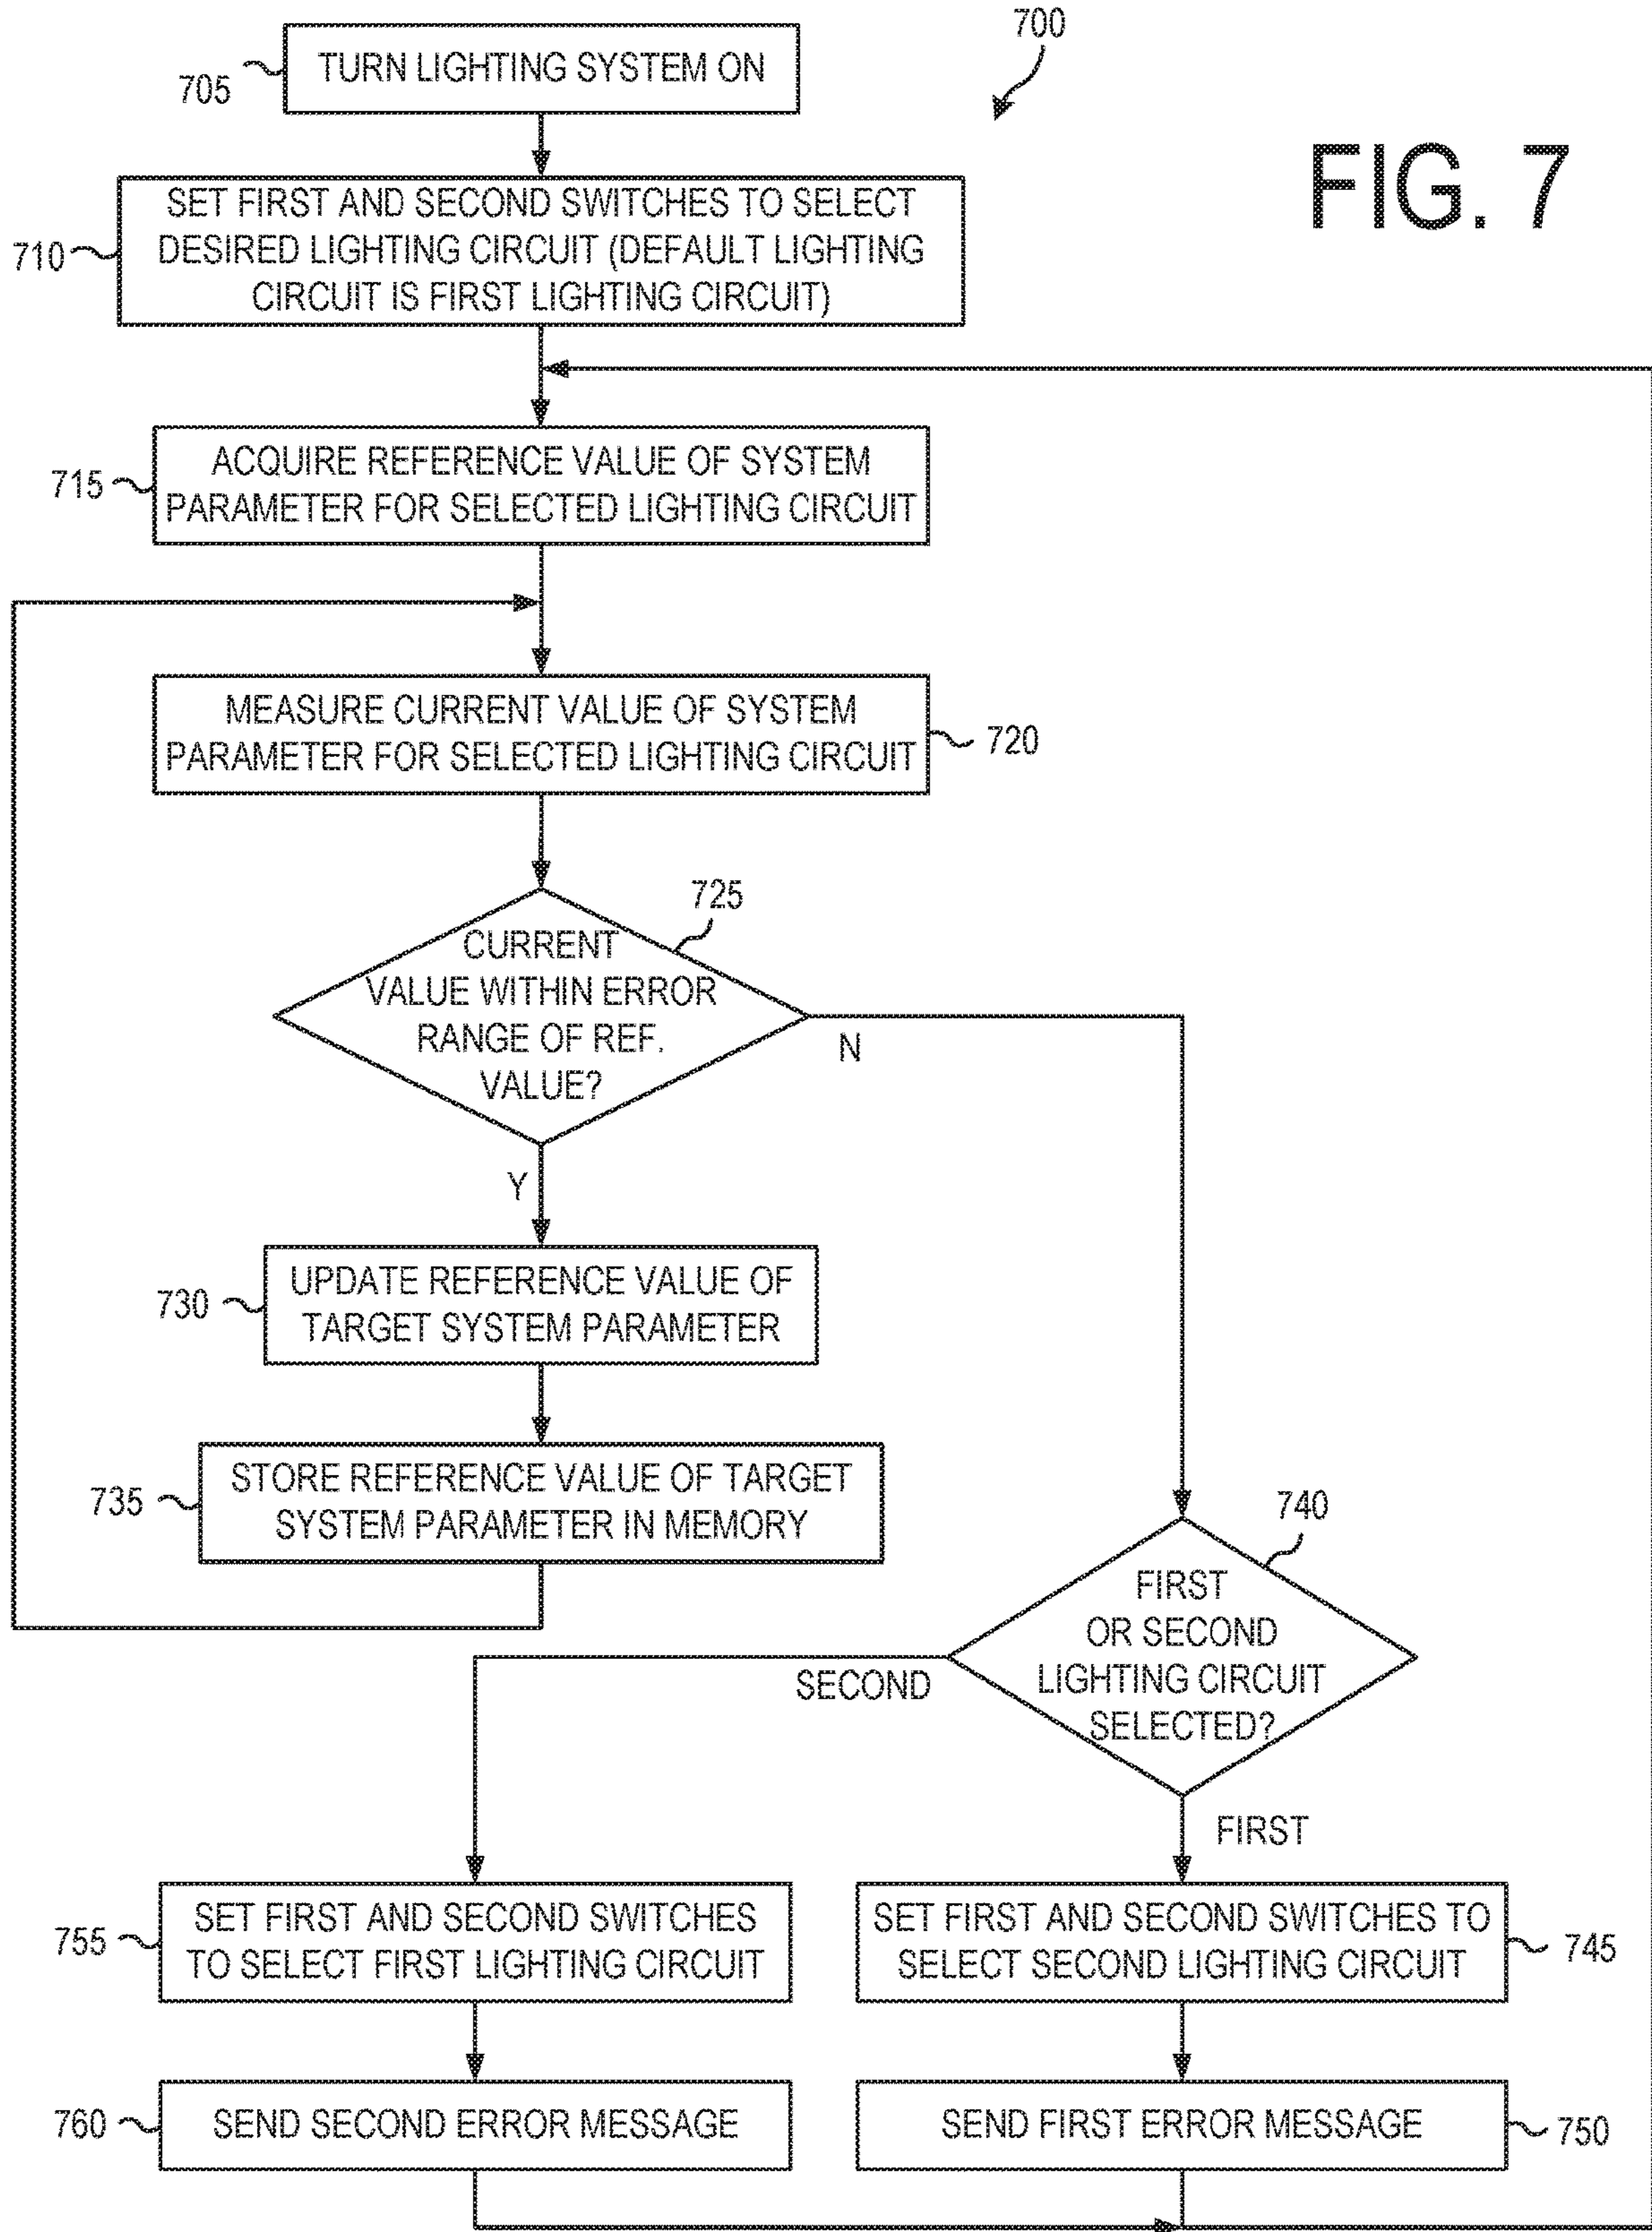 700
705
TURN LIGHTING SYSTEM ON
FIG. 7
710
SET FIRST AND SECOND SWITCHES TO SELECT
DESIRED LIGHTING CIRCUIT (DEFAULT LIGHTING
CIRCUIT IS FIRST LIGHTING CIRCUIT)
715
ACQUIRE REFERENCE VALUE OF SYSTEM
PARAMETER FOR SELECTED LIGHTING CIRCUIT
MEASURE CURRENT VALUE OF SYSTEM
PARAMETER FOR SELECTED LIGHTING CIRCUIT
720
725
CURRENT
VALUE WITHIN ERROR
RANGE OF REF.
VALUE?
N
Y
730
UPDATE REFERENCE VALUE OF
TARGET SYSTEM PARAMETER
735
STORE REFERENCE VALUE OF TARGET
SYSTEM PARAMETER IN MEMORY
740
FIRST
OR SECOND
LIGHTING CIRCUIT
SELECTED?
SECOND
FIRST
755
SET FIRST AND SECOND SWITCHES
TO SELECT FIRST LIGHTING CIRCUIT
SET FIRST AND SECOND SWITCHES TO
SELECT SECOND LIGHTING CIRCUIT
745
760
SEND SECOND ERROR MESSAGE
SEND FIRST ERROR MESSAGE
750